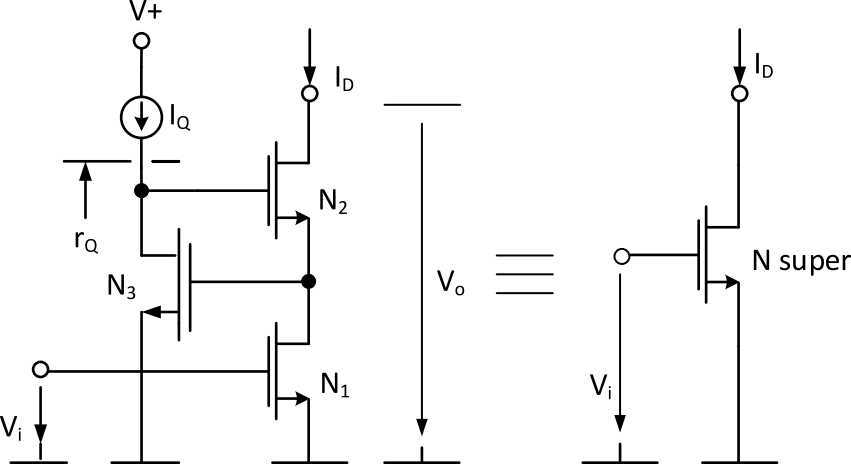 V+
I_D
I_D
I_Q
r_Q
N_2
N_3
V_o
N super
N_1
V_i
V_i